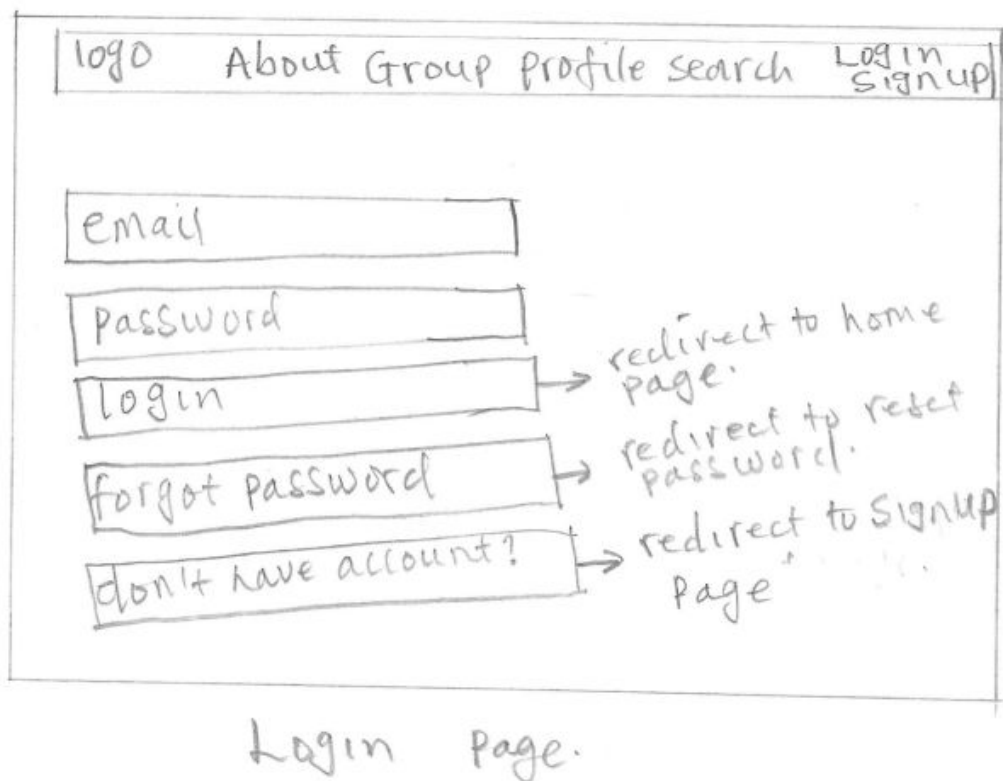 logo About Group profile search Login
Signup
email
password
login
redirect to home
page.
forgot password
redirect to reset
password.
don't have account?
redirect to Signup
page
Login page.